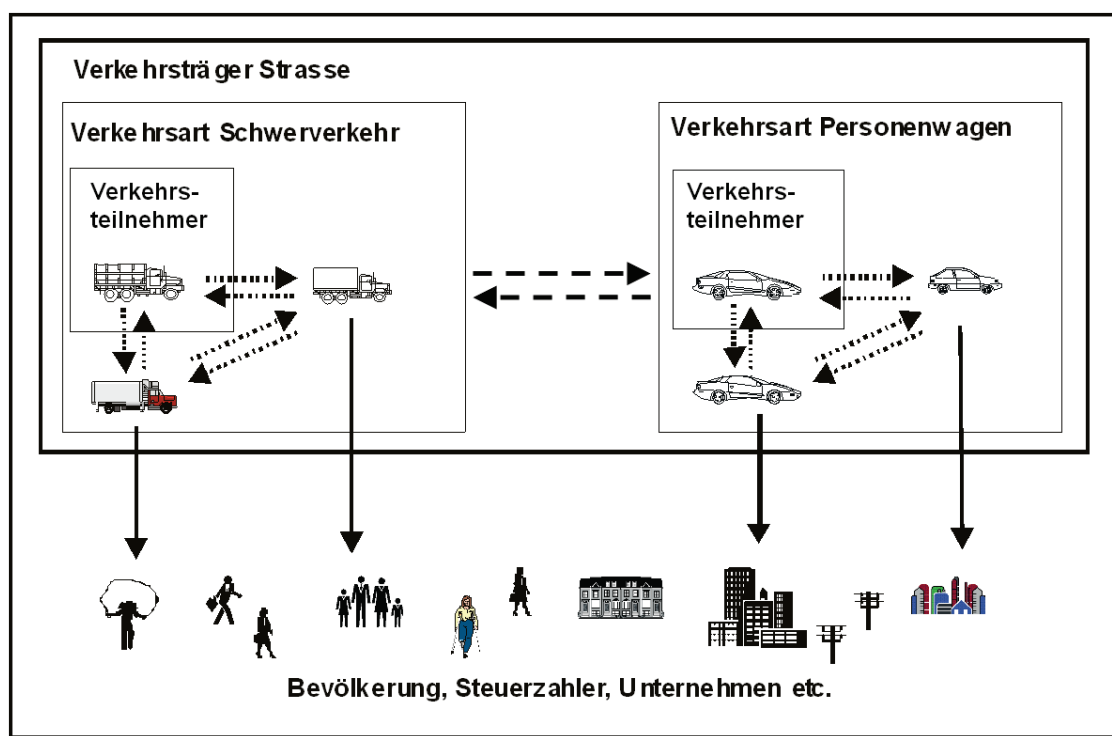 Verkehrsträger Strasse
Verkehrsart Schwerverkehr
Verkehrsart Personenwagen
Verkehrs-
teilnehmer
Verkehrs-
teilnehmer
Bevölkerung, Steuerzahler, Unternehmen etc.